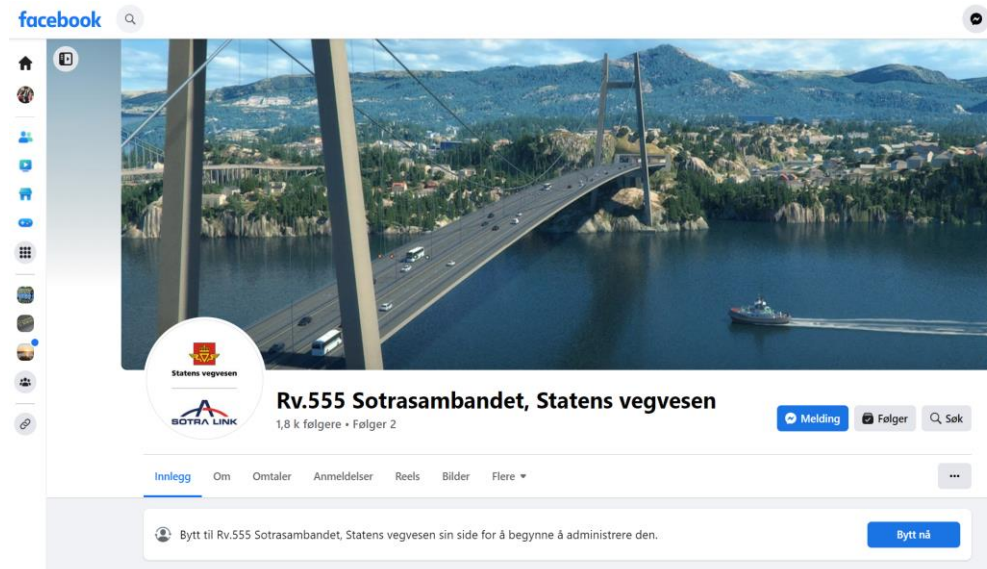 facebook
Statens vegvesen
SOTRA LINK
Rv.555 Sotrasambandet, Statens vegvesen
1,8 k følgere • Følger 2
Melding
Følger
Søk
Innlegg Om Omtaler Anmeldelser Reels Bilder Flere
Bytt til Rv.555 Sotrasambandet, Statens vegvesen sin side for å begynne å administrere den.
Bytt nå